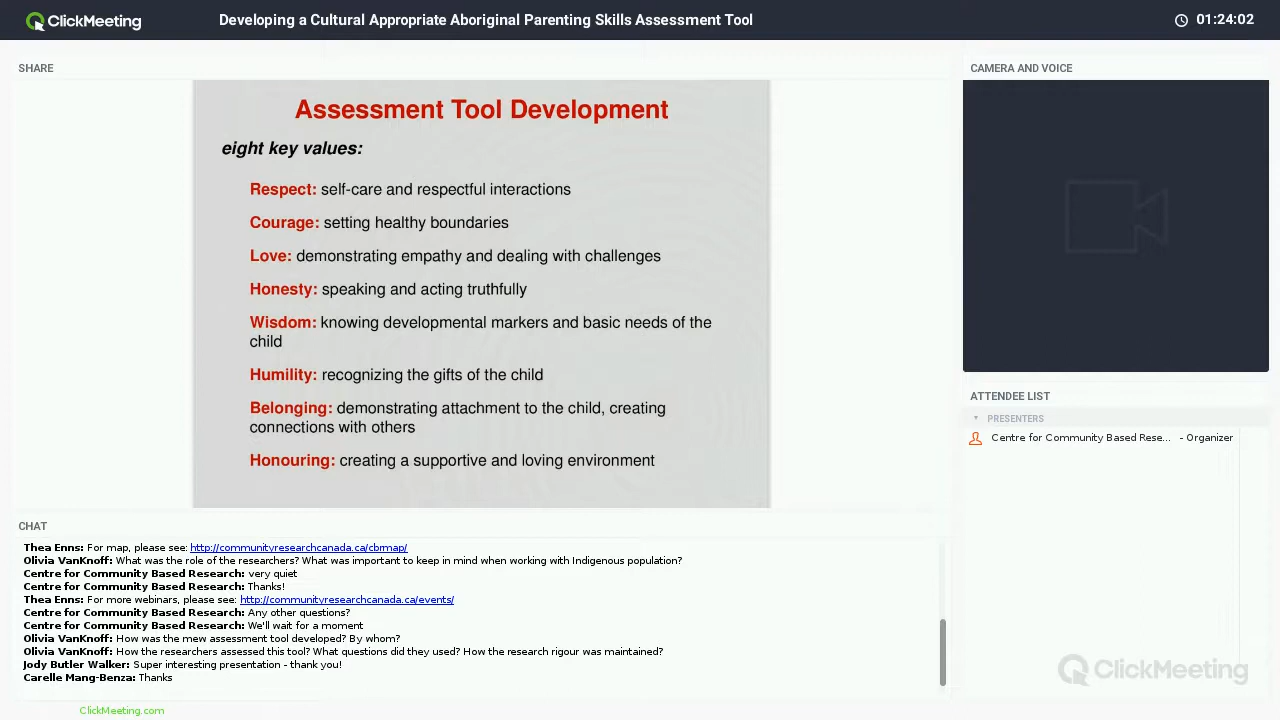 ClickMeeting
Developing a Cultural Appropriate Aboriginal Parenting Skills Assessment Tool
01:24:02
SHARE
Assessment Tool Development
eight key values:
Respect: self-care and respectful interactions
Courage: setting healthy boundaries
Love: demonstrating empathy and dealing with challenges
Honesty: speaking and acting truthfully
Wisdom: knowing developmental markers and basic needs of the
child
Humility: recognizing the gifts of the child
Belonging: demonstrating attachment to the child, creating
connections with others
Honouring: creating a supportive and loving environment
CAMERA AND VOICE
ATTENDEE LIST
PRESENTERS
Centre for Community Based Rese... - Organizer
CHAT
Thea Enns: For map, please see: http://communityresearchcanada.ca/cbrmap/
Olivia VanKnoff: What was the role of the researchers? What was important to keep in mind when working with Indigenous population?
Centre for Community Based Research: very quiet
Centre for Community Based Research: Thanks!
Thea Enns: For more webinars, please see: http://communityresearchcanada.ca/events/
Centre for Community Based Research: Any other questions?
Centre for Community Based Research: We'll wait for a moment
Olivia VanKnoff: How was the mew assessment tool developed? By whom?
Olivia VanKnoff: How the researchers assessed this tool? What questions did they used? How the research rigour was maintained?
Jody Butler Walker: Super interesting presentation - thank you!
Carelle Mang-Benza: Thanks
ClickMeeting
ClickMeeting.com